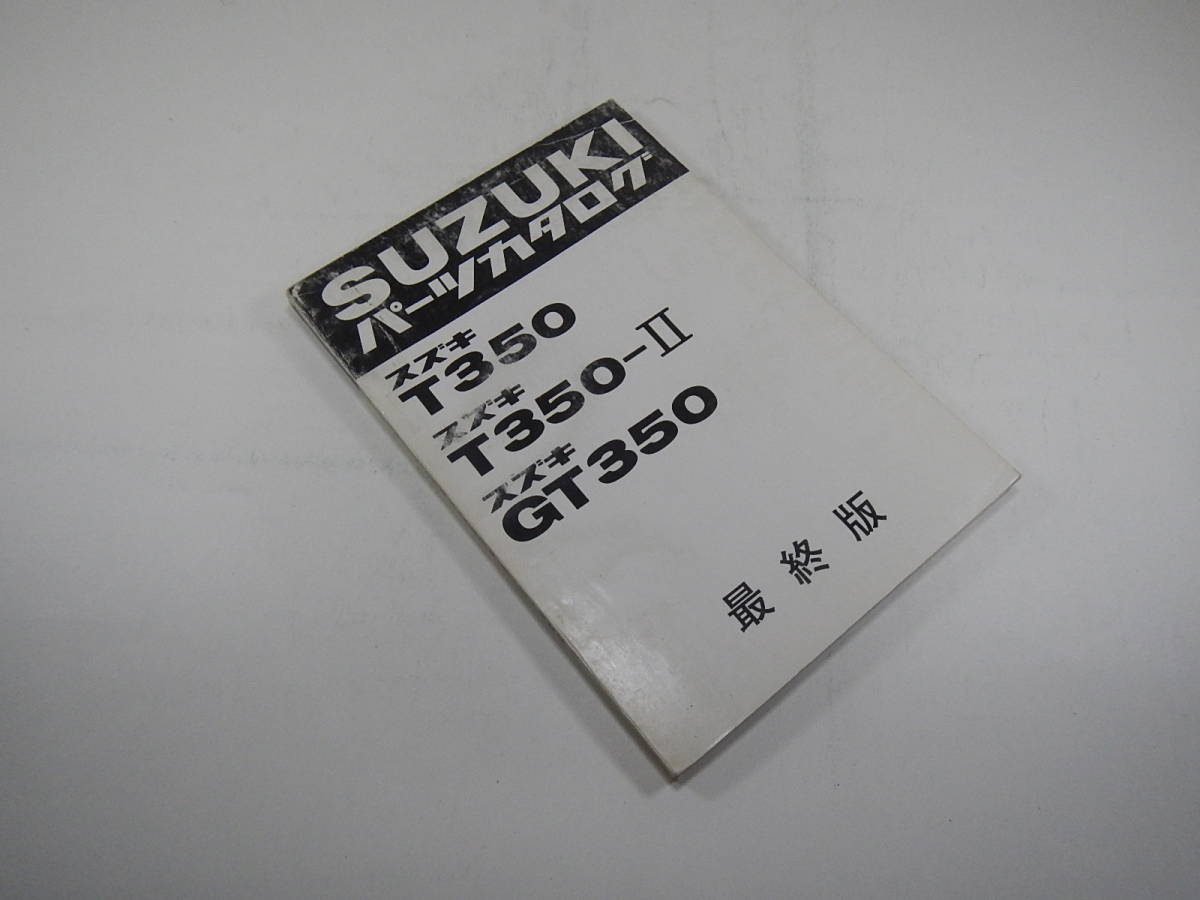 SUZUKI
パーツカタログ
スズキ
T350
スズキ
T350-II
スズキ
GT350
最終版